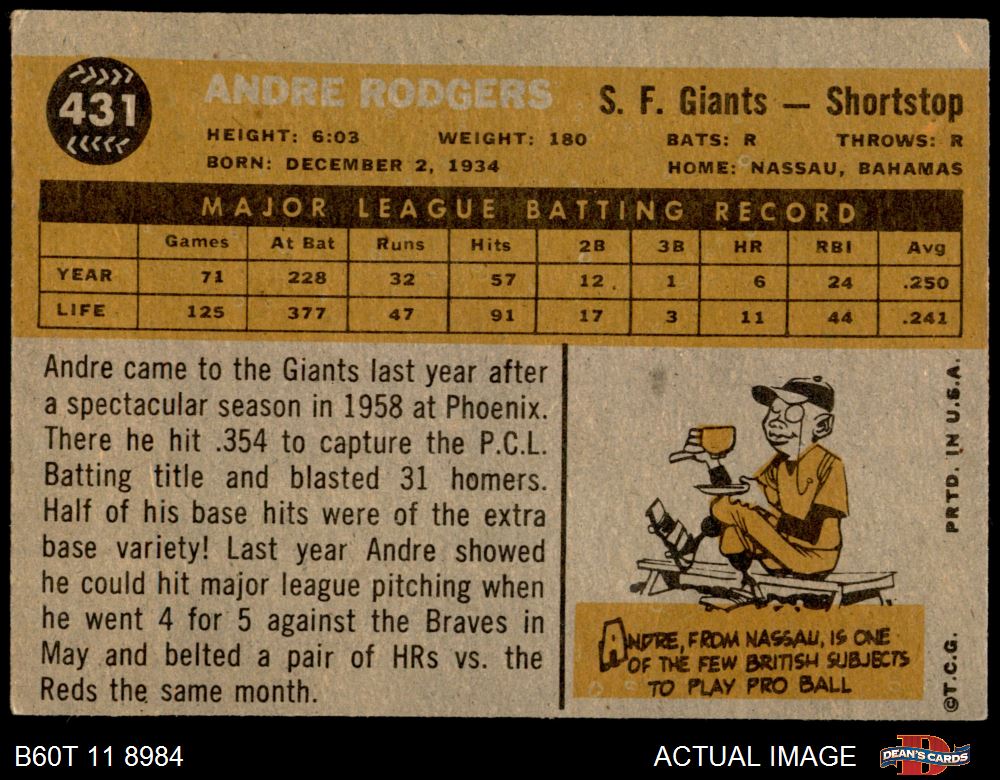 431
ANDRE RODGERS
S. F. Giants — Shortstop
HEIGHT: 6:03 WEIGHT: 180 BATS: R THROWS: R
BORN: DECEMBER 2, 1934 HOME: NASSAU, BAHAMAS
MAJOR LEAGUE BATTING RECORD
Games At Bat Runs Hits 2B 3B HR RBI Avg
YEAR 71 228 32 57 12 1 6 24 .250
LIFE 125 377 47 91 17 3 11 44 .241
Andre came to the Giants last year after
a spectacular season in 1958 at Phoenix.
There he hit .354 to capture the P.C.L.
Batting title and blasted 31 homers.
Half of his base hits were of the extra
base variety! Last year Andre showed
he could hit major league pitching when
he went 4 for 5 against the Braves in
May and belted a pair of HRs vs. the
Reds the same month.
ANDRE, FROM NASSAU, IS ONE
OF THE FEW BRITISH SUBJECTS
TO PLAY PRO BALL
©T.C.G. PRTD. IN U.S.A.
B60T 11 8984
ACTUAL IMAGE
DEAN'S CARDS